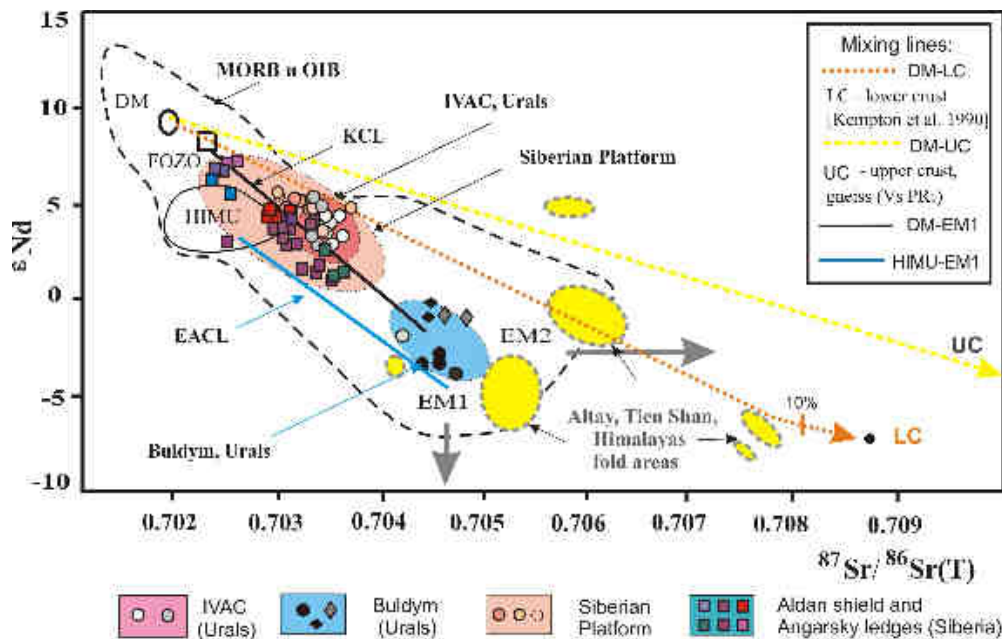 15
10
5
0
-5
-10
εNd
MORB и OIB
DM
FOZO
HIMU
KCL
IVAC, Urals
Siberian Platform
EACL
Buldym, Urals
EM1
EM2
Altay, Tien Shan,
Himalayas
fold areas
10%
LC
UC
Mixing lines:
DM-LC
LC - lower crust
[Kempton et al. 1990]
DM-UC
UC - upper crust,
guess (Vs PR₂)
DM-EM1
HIMU-EM1
0.702 0.703 0.704 0.705 0.706 0.707 0.708 0.709
⁸⁷Sr/⁸⁶Sr(T)
IVAC
(Urals)
Buldym
(Urals)
Siberian
Platform
Aldan shield and
Angarsky ledges (Siberia)